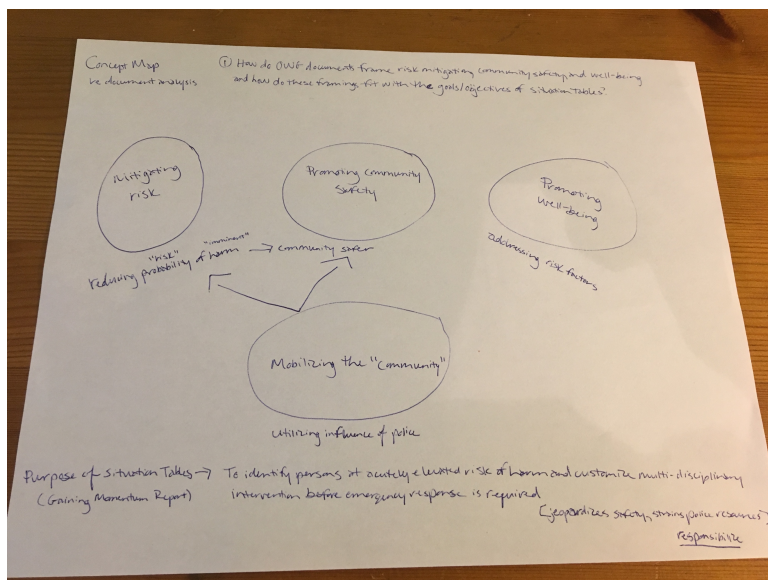 Concept Map
re document analysis
① How do OWG documents frame risk mitigating community safety, and well-being
and how do these framings fit with the goals/objectives of Situation Tables?
Mitigating
risk
Promoting Community
Safety
Promoting
Well-being
"risk" "imminent"
reducing probability of harm → community safer
addressing risk factors
Mobilizing the "Community"
utilizing influence of police
Purpose of Situation Tables → To identify persons at acutely elevated risk of harm and customize multi-disciplinary
(Gaining Momentum Report) intervention before emergency response is required
[jeopardizes safety, strains police resources]
responsibilize